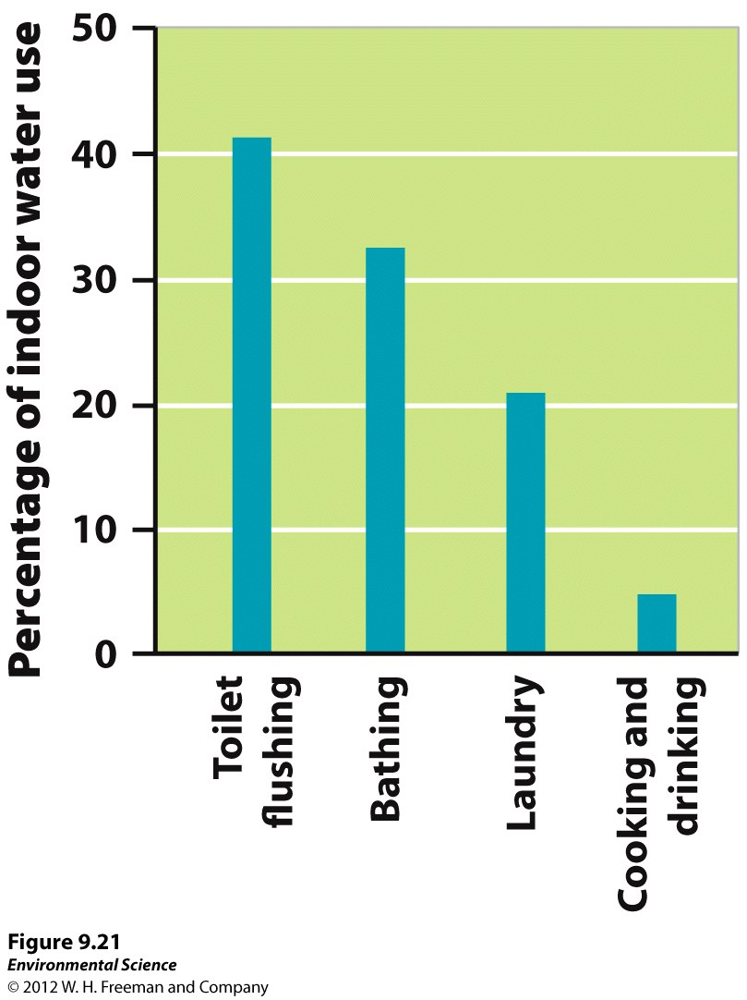 Percentage of indoor water use
50
40
30
20
10
0
Toilet
flushing
Bathing
Laundry
Cooking and
drinking
Figure 9.21
Environmental Science
© 2012 W. H. Freeman and Company